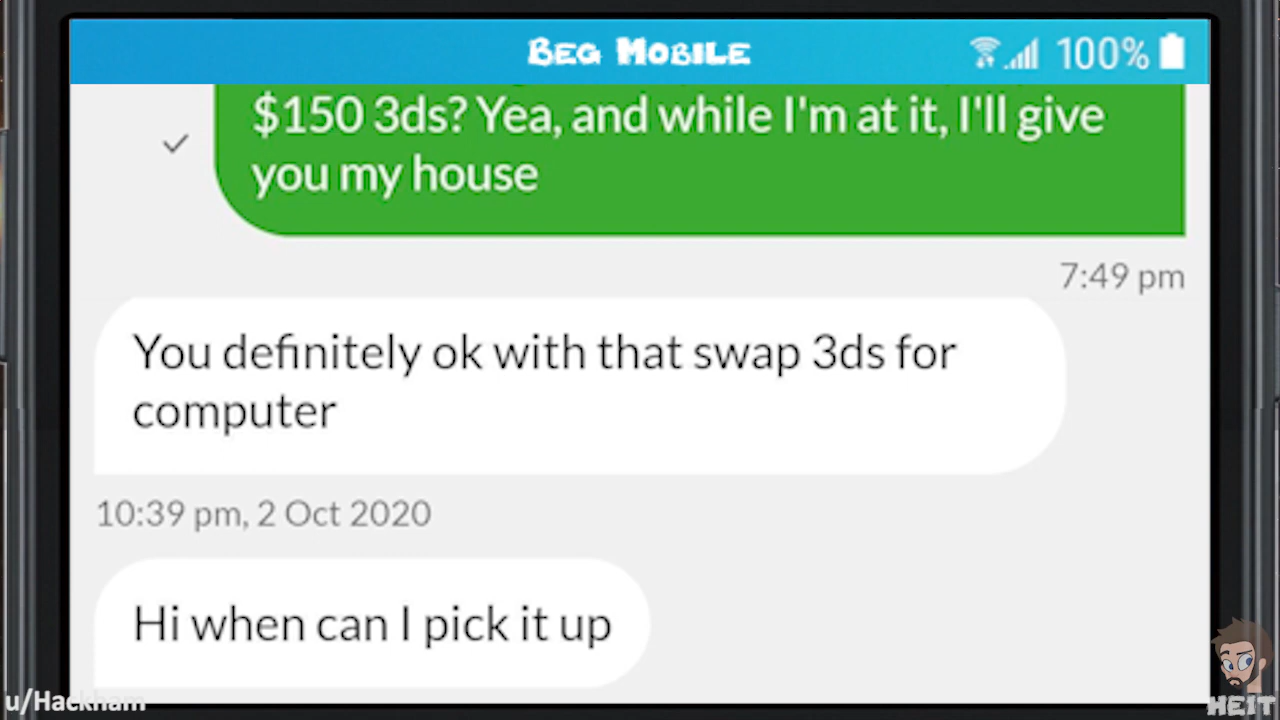 Beg Mobile
100%
$150 3ds? Yea, and while I'm at it, I'll give
you my house
7:49 pm
You definitely ok with that swap 3ds for
computer
10:39 pm, 2 Oct 2020
Hi when can I pick it up
u/Hackham
HEIT